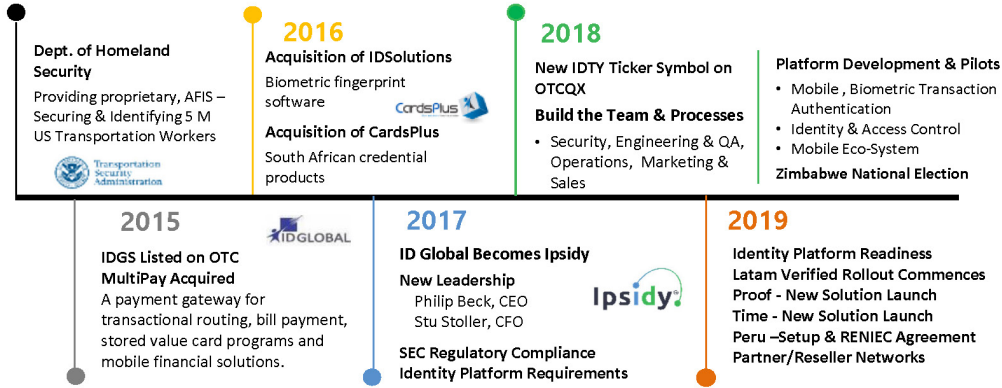 Dept. of Homeland
Security
Providing proprietary, AFIS –
Securing & Identifying 5 M
US Transportation Workers
Transportation
Security
Administration
2016
Acquisition of IDSolutions
Biometric fingerprint
software
CardsPlus
Acquisition of CardsPlus
South African credential
products
2018
New IDTY Ticker Symbol on
OTCQX
Build the Team & Processes
• Security, Engineering & QA,
Operations, Marketing &
Sales
Platform Development & Pilots
• Mobile , Biometric Transaction
Authentication
• Identity & Access Control
• Mobile Eco-System
Zimbabwe National Election
2015
IDGLOBAL
IDGS Listed on OTC
MultiPay Acquired
A payment gateway for
transactional routing, bill payment,
stored value card programs and
mobile financial solutions.
2017
ID Global Becomes Ipsidy
New Leadership
Philip Beck, CEO
Stu Stoller, CFO
Ipsidy
SEC Regulatory Compliance
Identity Platform Requirements
2019
Identity Platform Readiness
Latam Verified Rollout Commences
Proof - New Solution Launch
Time - New Solution Launch
Peru –Setup & RENIEC Agreement
Partner/Reseller Networks